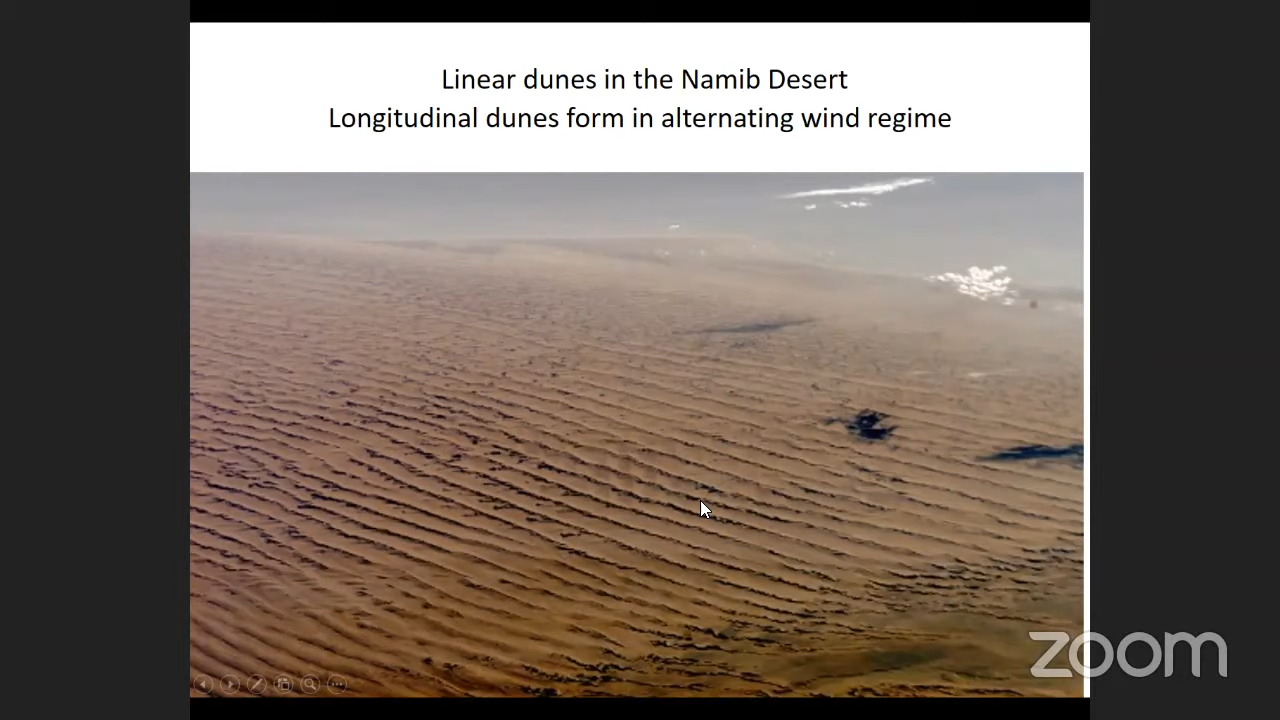 Linear dunes in the Namib Desert
Longitudinal dunes form in alternating wind regime
zoom